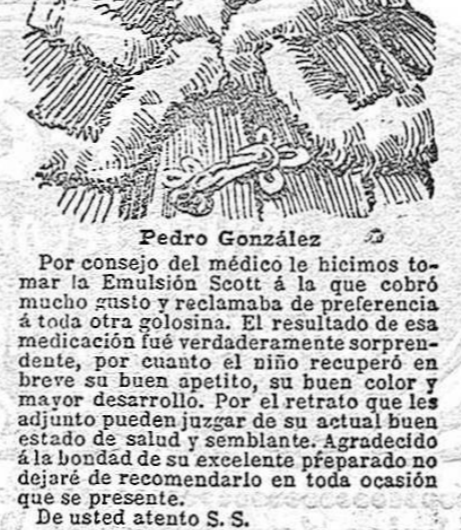 Pedro González
Por consejo del médico le hicimos to-
mar la Emulsión Scott á la que cobró
mucho gusto y reclamaba de preferencia
á toda otra golosina. El resultado de esa
medicación fué verdaderamente sorpren-
dente, por cuanto el niño recuperó en
breve su buen apetito, su buen color y
mayor desarrollo. Por el retrato que les
adjunto pueden juzgar de su actual buen
estado de salud y semblante. Agradecido
á la bondad de su excelente preparado no
dejaré de recomendarlo en toda ocasión
que se presente.
De usted atento S. S.